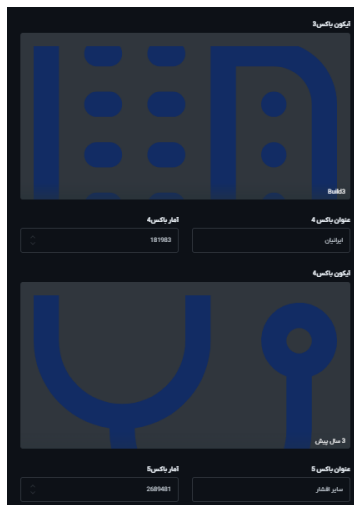 آیکون باکس3
Build3
عنوان باکس 4
آمار باکس4
ایرانیان
181983
آیکون باکس4
3 سال پیش
عنوان باکس 5
آمار باکس5
سایر اقشار
2689481